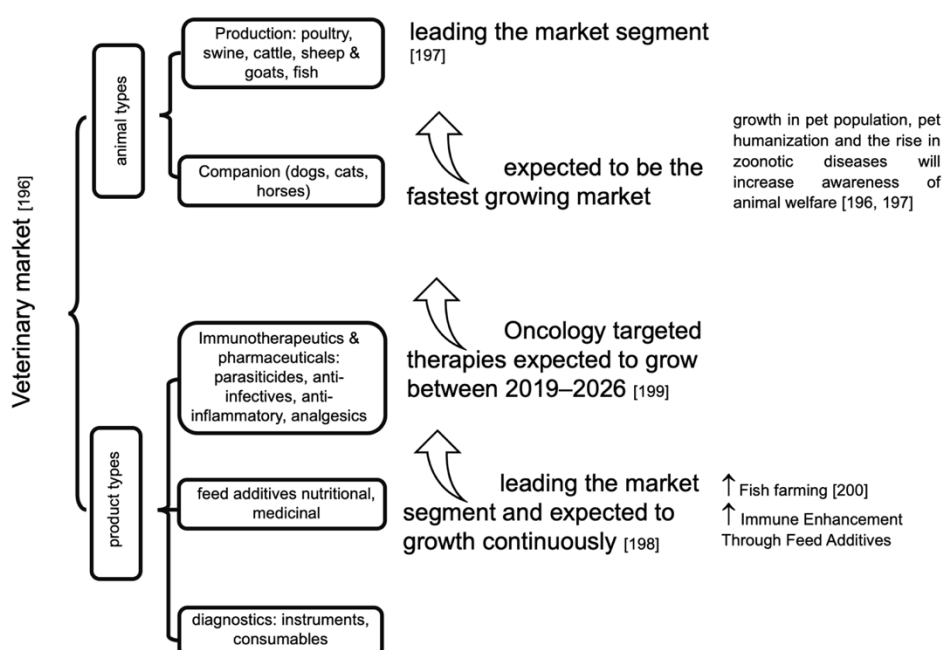 Veterinary market [196]
animal types
Production: poultry,
swine, cattle, sheep &
goats, fish
leading the market segment
[197]
Companion (dogs, cats,
horses)
expected to be the
fastest growing market
growth in pet population, pet
humanization and the rise in
zoonotic diseases will
increase awareness of
animal welfare [196, 197]
product types
Immunotherapeutics &
pharmaceuticals:
parasiticides, anti-
infectives, anti-
inflammatory, analgesics
Oncology targeted
therapies expected to grow
between 2019–2026 [199]
feed additives nutritional,
medicinal
leading the market
segment and expected to
growth continuously [198]
↑ Fish farming [200]
↑ Immune Enhancement
Through Feed Additives
diagnostics: instruments,
consumables